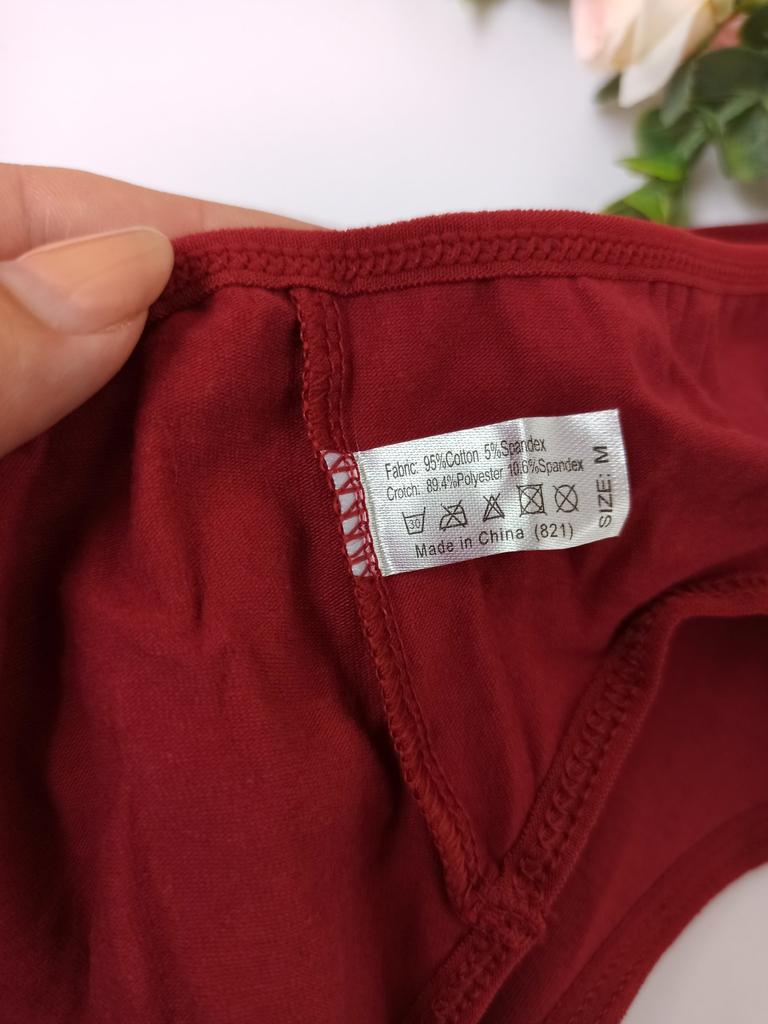 Fabric: 95%Cotton 5%Spandex
Crotch: 89.4%Polyester 10.6%Spandex
30
Made in China (821)
SIZE: M